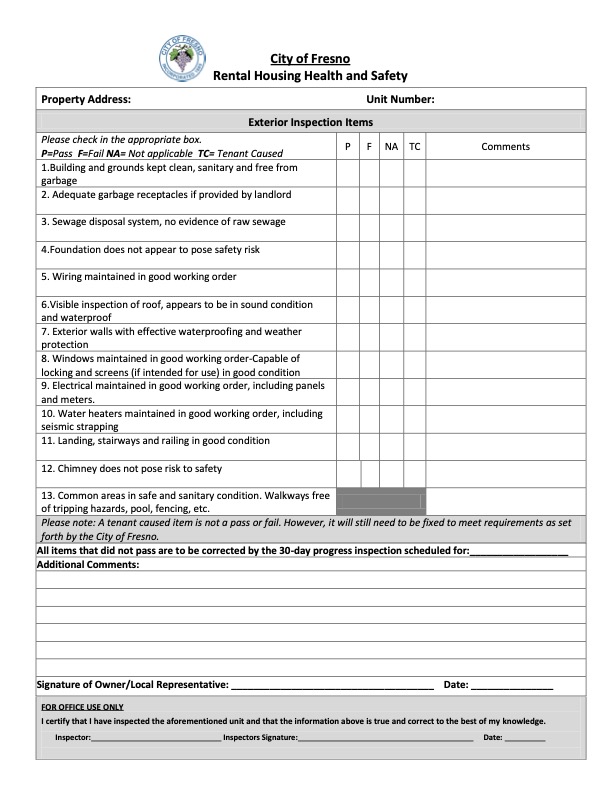 CITY OF FRESNO
INCORPORATED 1885
City of Fresno
Rental Housing Health and Safety
Property Address: Unit Number:
Exterior Inspection Items
Please check in the appropriate box.
P=Pass F=Fail NA= Not applicable TC= Tenant Caused
P F NA TC Comments
1.Building and grounds kept clean, sanitary and free from
garbage
2. Adequate garbage receptacles if provided by landlord
3. Sewage disposal system, no evidence of raw sewage
4.Foundation does not appear to pose safety risk
5. Wiring maintained in good working order
6.Visible inspection of roof, appears to be in sound condition
and waterproof
7. Exterior walls with effective waterproofing and weather
protection
8. Windows maintained in good working order-Capable of
locking and screens (if intended for use) in good condition
9. Electrical maintained in good working order, including panels
and meters.
10. Water heaters maintained in good working order, including
seismic strapping
11. Landing, stairways and railing in good condition
12. Chimney does not pose risk to safety
13. Common areas in safe and sanitary condition. Walkways free
of tripping hazards, pool, fencing, etc.
Please note: A tenant caused item is not a pass or fail. However, it will still need to be fixed to meet requirements as set
forth by the City of Fresno.
All items that did not pass are to be corrected by the 30-day progress inspection scheduled for:___________________
Additional Comments:
Signature of Owner/Local Representative: ___________________________________ Date: ______________
FOR OFFICE USE ONLY
I certify that I have inspected the aforementioned unit and that the information above is true and correct to the best of my knowledge.
Inspector:________________________________ Inspectors Signature:___________________________________________ Date: __________